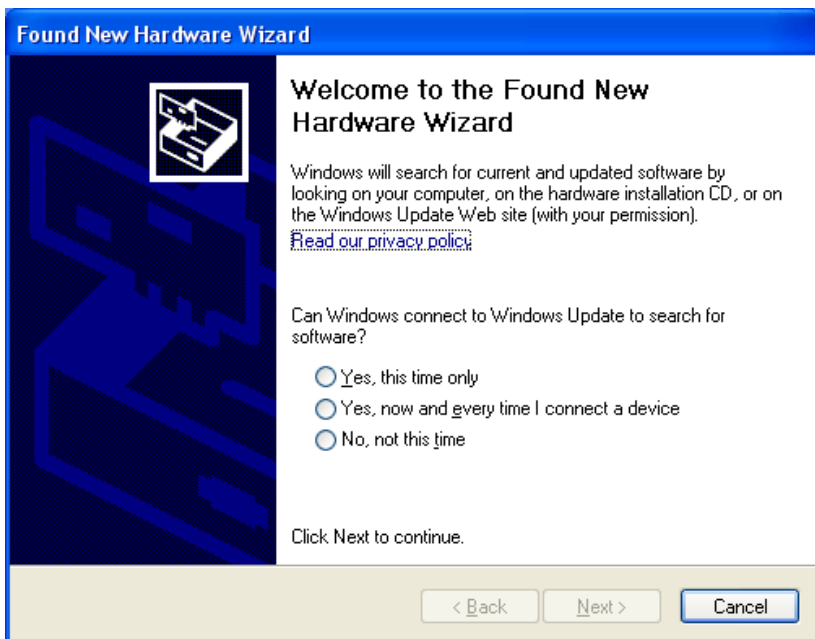 Found New Hardware Wizard
Welcome to the Found New
Hardware Wizard
Windows will search for current and updated software by
looking on your computer, on the hardware installation CD, or on
the Windows Update Web site (with your permission).
Read our privacy policy
Can Windows connect to Windows Update to search for
software?
Yes, this time only
Yes, now and every time I connect a device
No, not this time
Click Next to continue.
< Back
Next >
Cancel